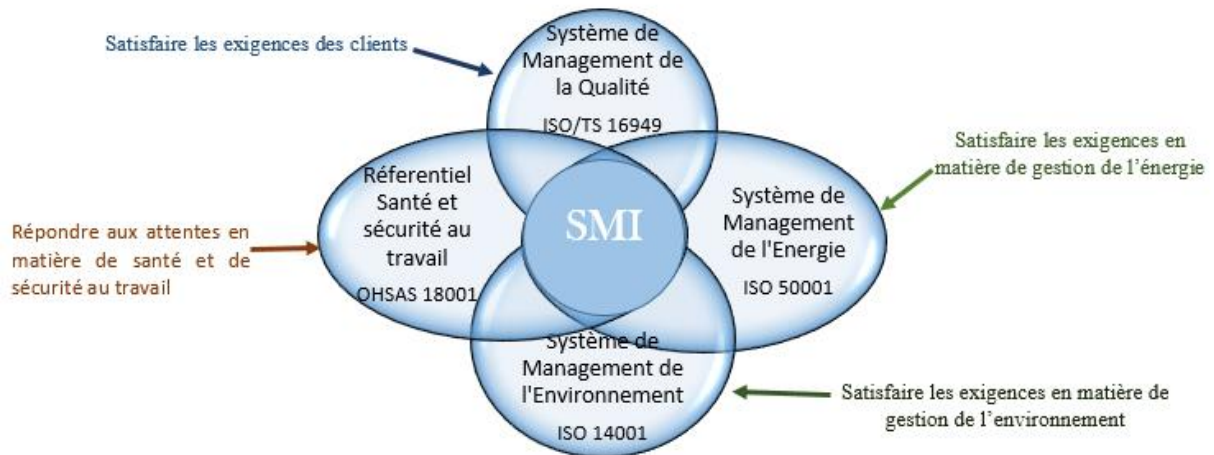 Satisfaire les exigences des clients
Système de
Management de
la Qualité
ISO/TS 16949
Satisfaire les exigences en
matière de gestion de l'énergie
Réferentiel
Santé et
sécurité au
travail
OHSAS 18001
SMI
Système de
Management
de l'Energie
ISO 50001
Répondre aux attentes en
matière de santé et de
sécurité au travail
Système de
Management de
l'Environnement
ISO 14001
Satisfaire les exigences en matière de
gestion de l'environnement